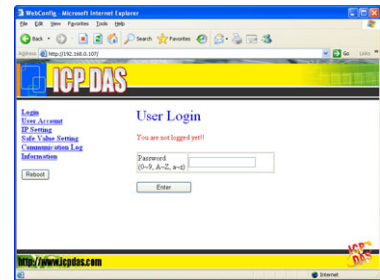 WebConfig - Microsoft Internet Explorer
File Edit View Favorites Tools Help
Back Search Favorites
Address http://192.168.0.107/ Go Links
ICP DAS
Login
User Account
IP Setting
Safe Value Setting
Communication Log
Information
Reboot
User Login
You are not logged yet!!
Password
(0~9, A~Z, a~z)
Enter
http://www.icpdas.com
ICP
DAS
Internet